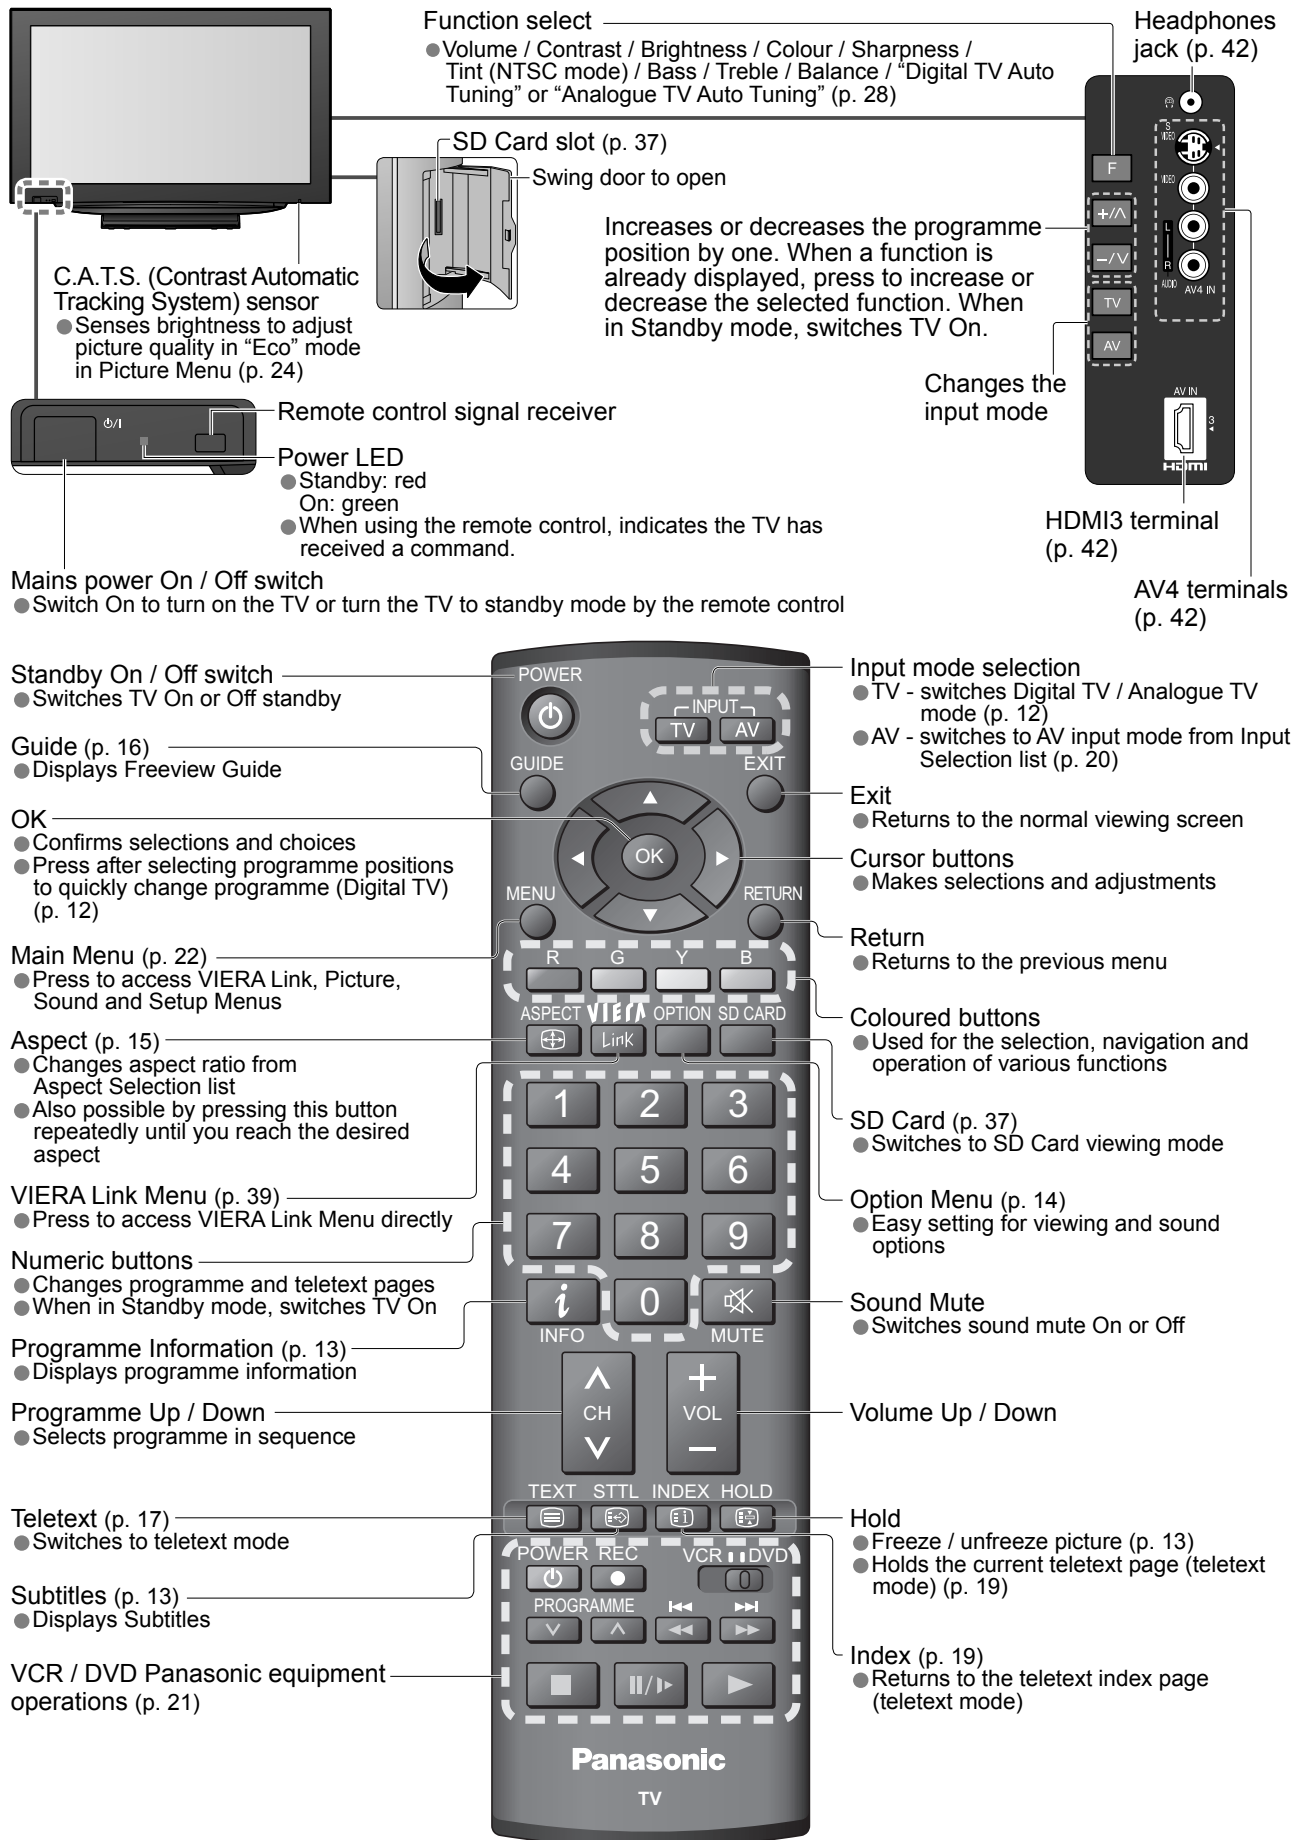 Function select
●Volume / Contrast / Brightness / Colour / Sharpness /
Tint (NTSC mode) / Bass / Treble / Balance / “Digital TV Auto
Tuning” or “Analogue TV Auto Tuning” (p. 28)
Headphones
jack (p. 42)
SD Card slot (p. 37)
Swing door to open
Increases or decreases the programme
position by one. When a function is
already displayed, press to increase or
decrease the selected function. When
in Standby mode, switches TV On.
Changes the
input mode
S
VIDEO
VIDEO
L
R
AUDIO
AV4 IN
F
+/∧
−/∨
TV
AV
AV IN
3
HDMI
HDMI3 terminal
(p. 42)
AV4 terminals
(p. 42)
C.A.T.S. (Contrast Automatic
Tracking System) sensor
●Senses brightness to adjust
picture quality in “Eco” mode
in Picture Menu (p. 24)
⏻/I
Remote control signal receiver
Power LED
●Standby: red
On: green
●When using the remote control, indicates the TV has
received a command.
Mains power On / Off switch
●Switch On to turn on the TV or turn the TV to standby mode by the remote control
Standby On / Off switch
●Switches TV On or Off standby
Guide (p. 16)
●Displays Freeview Guide
OK
●Confirms selections and choices
●Press after selecting programme positions
to quickly change programme (Digital TV)
(p. 12)
Main Menu (p. 22)
●Press to access VIERA Link, Picture,
Sound and Setup Menus
Aspect (p. 15)
●Changes aspect ratio from
Aspect Selection list
●Also possible by pressing this button
repeatedly until you reach the desired
aspect
VIERA Link Menu (p. 39)
●Press to access VIERA Link Menu directly
Numeric buttons
●Changes programme and teletext pages
●When in Standby mode, switches TV On
Programme Information (p. 13)
●Displays programme information
Programme Up / Down
●Selects programme in sequence
Teletext (p. 17)
●Switches to teletext mode
Subtitles (p. 13)
●Displays Subtitles
VCR / DVD Panasonic equipment
operations (p. 21)
POWER
INPUT
TV AV
GUIDE EXIT
OK
MENU RETURN
R G Y B
ASPECT VIERA OPTION SD CARD
Link
1 2 3
4 5 6
7 8 9
i 0
INFO MUTE
∧ +
CH VOL
∨ −
TEXT STTL INDEX HOLD
POWER REC VCR DVD
PROGRAMME
Panasonic
TV
Input mode selection
●TV - switches Digital TV / Analogue TV
mode (p. 12)
●AV - switches to AV input mode from Input
Selection list (p. 20)
Exit
●Returns to the normal viewing screen
Cursor buttons
●Makes selections and adjustments
Return
●Returns to the previous menu
Coloured buttons
●Used for the selection, navigation and
operation of various functions
SD Card (p. 37)
●Switches to SD Card viewing mode
Option Menu (p. 14)
●Easy setting for viewing and sound
options
Sound Mute
●Switches sound mute On or Off
Volume Up / Down
Hold
●Freeze / unfreeze picture (p. 13)
●Holds the current teletext page (teletext
mode) (p. 19)
Index (p. 19)
●Returns to the teletext index page
(teletext mode)